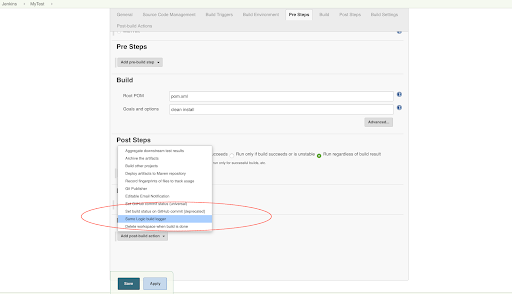 Jenkins › MyTest ›
General Source Code Management Build Triggers Build Environment Pre Steps Build Post Steps Build Settings
Post-build Actions
Pre Steps
Add pre-build step
Build
Root POM pom.xml
Goals and options clean install
Advanced...
Post Steps
Run only if build succeeds or is unstable Run regardless of build result
Aggregate downstream test results
Archive the artifacts
Build other projects
Deploy artifacts to Maven repository
Record fingerprints of files to track usage
Git Publisher
Editable Email Notification
Set GitHub commit status (universal)
Set build status on GitHub commit [deprecated]
Sumo Logic build logger
Delete workspace when build is done
Add post-build action
Save Apply